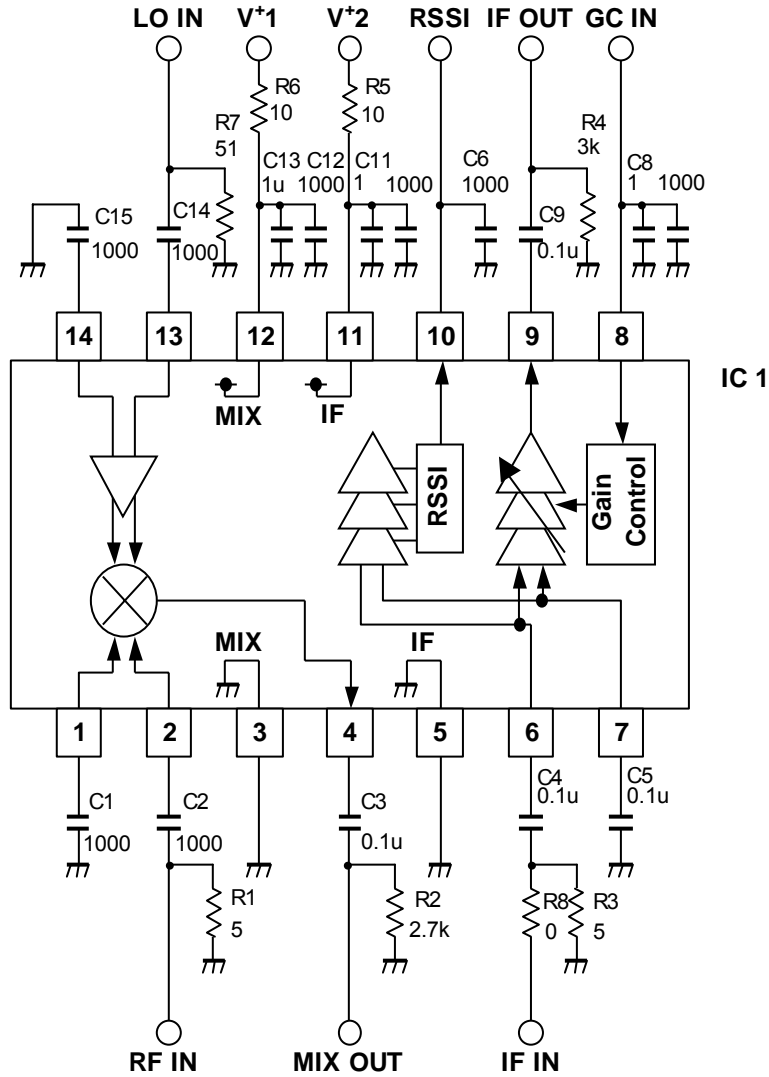 LO IN V+1 V+2 RSSI IF OUT GC IN
R6
10
R5
10
R7
51
R4
3k
C13
1u
C12
1000
C11
1
1000
C6
1000
C8
1
1000
C15
1000
C14
1000
C9
0.1u
14 13 12 11 10 9 8
IC 1
MIX
IF
RSSI
Gain
Control
MIX
IF
1 2 3 4 5 6 7
C1
1000
C2
1000
C3
0.1u
C4
0.1u
C5
0.1u
R1
5
R2
2.7k
R8
0
R3
5
RF IN MIX OUT IF IN